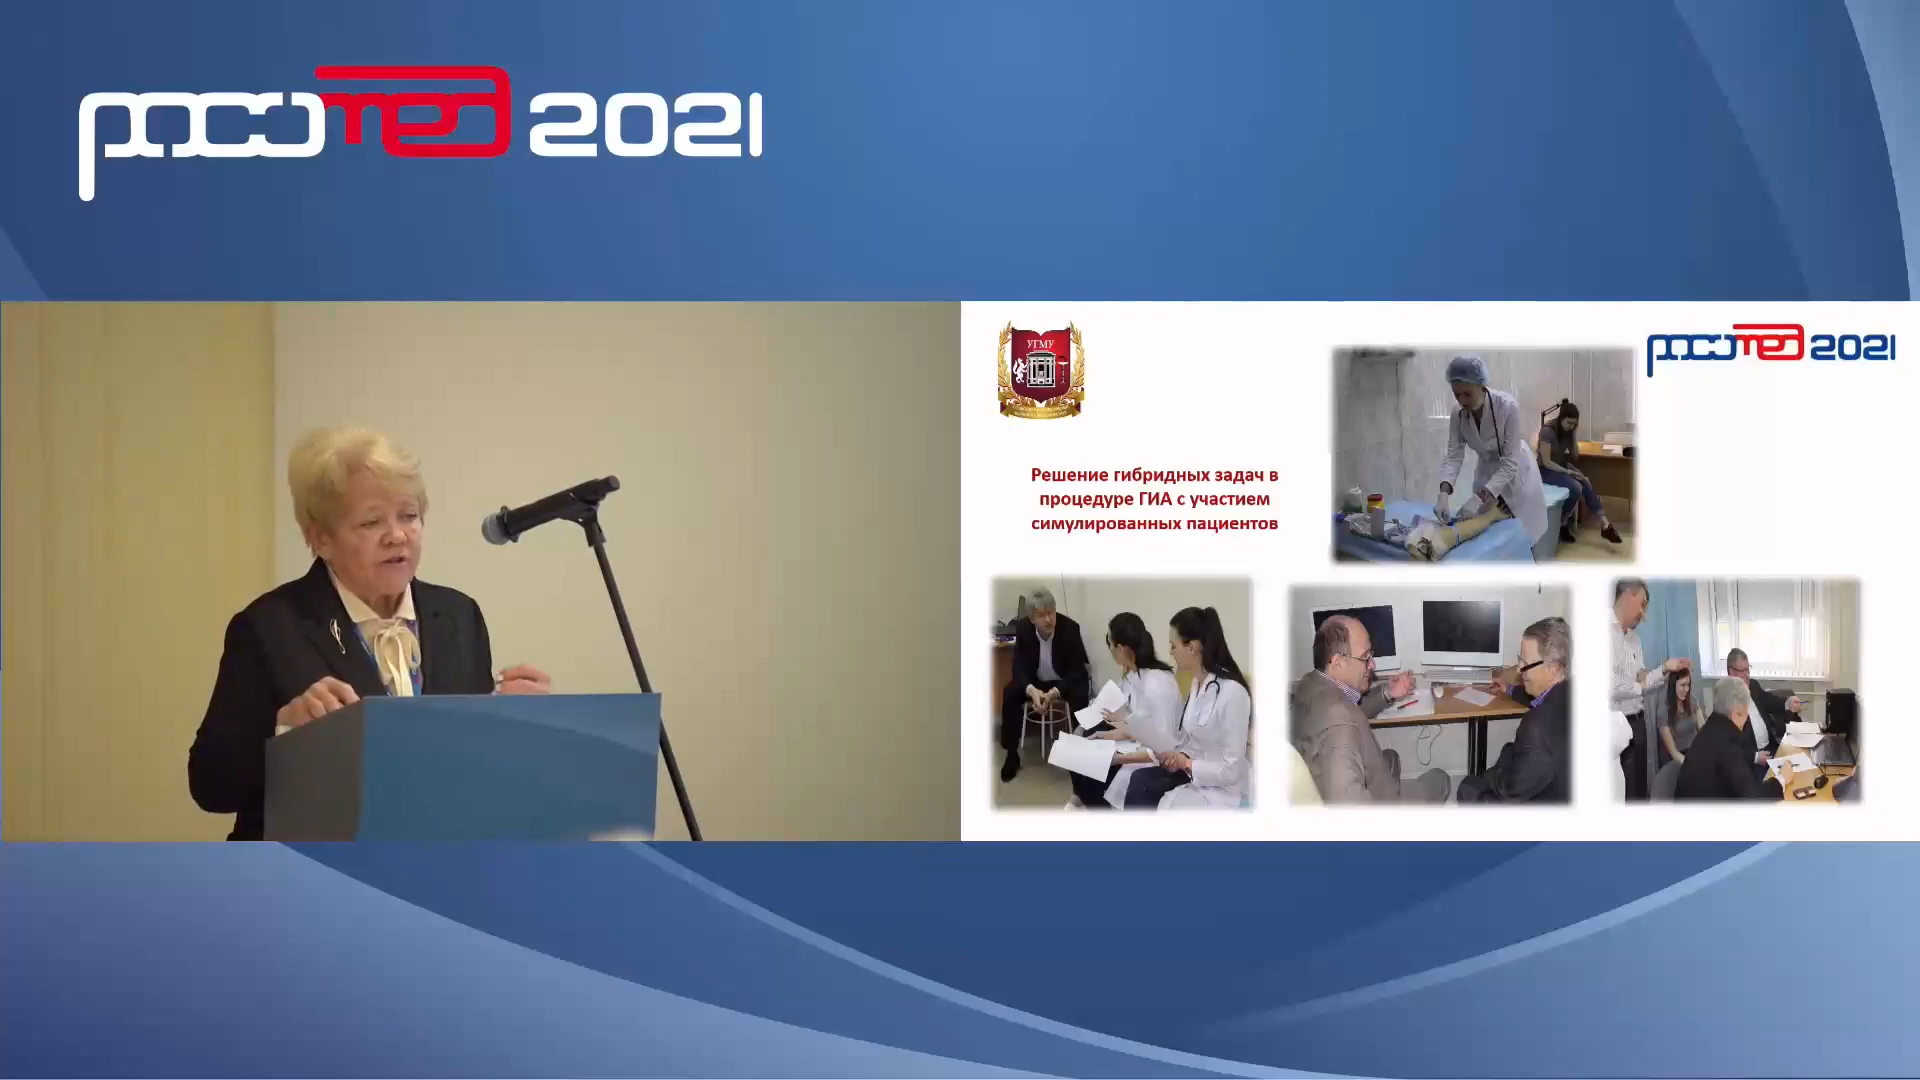 росомед 2021
УГМУ
росомед 2021
Решение гибридных задач в
процедуре ГИА с участием
симулированных пациентов